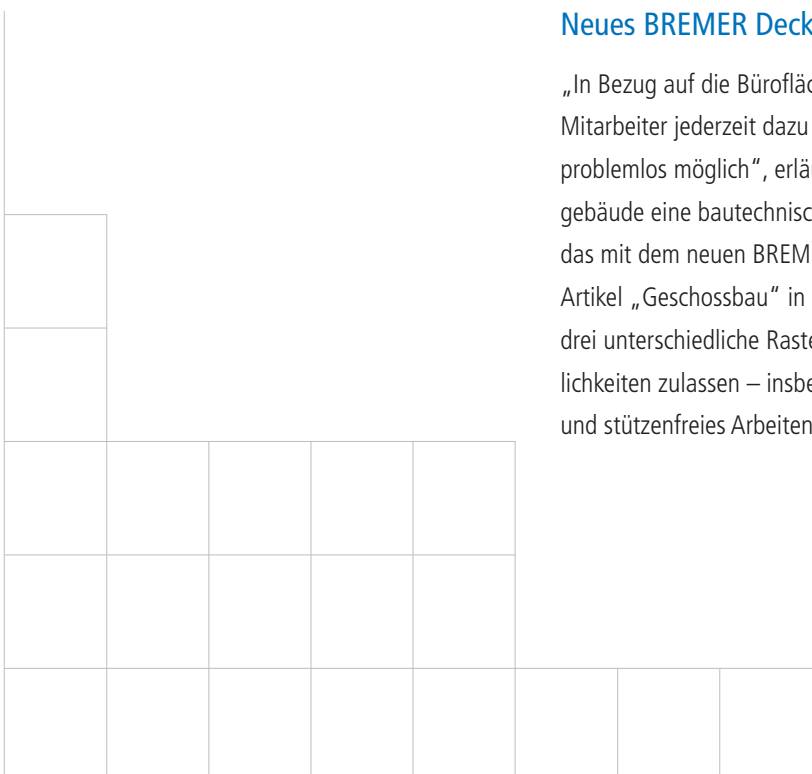 Neues BREMER Deck
„In Bezug auf die Büroflä
Mitarbeiter jederzeit dazu
problemlos möglich“, erlä
gebäude eine bautechnisc
das mit dem neuen BREM
Artikel „Geschossbau“ in
drei unterschiedliche Raste
lichkeiten zulassen – insbe
und stützenfreies Arbeiten